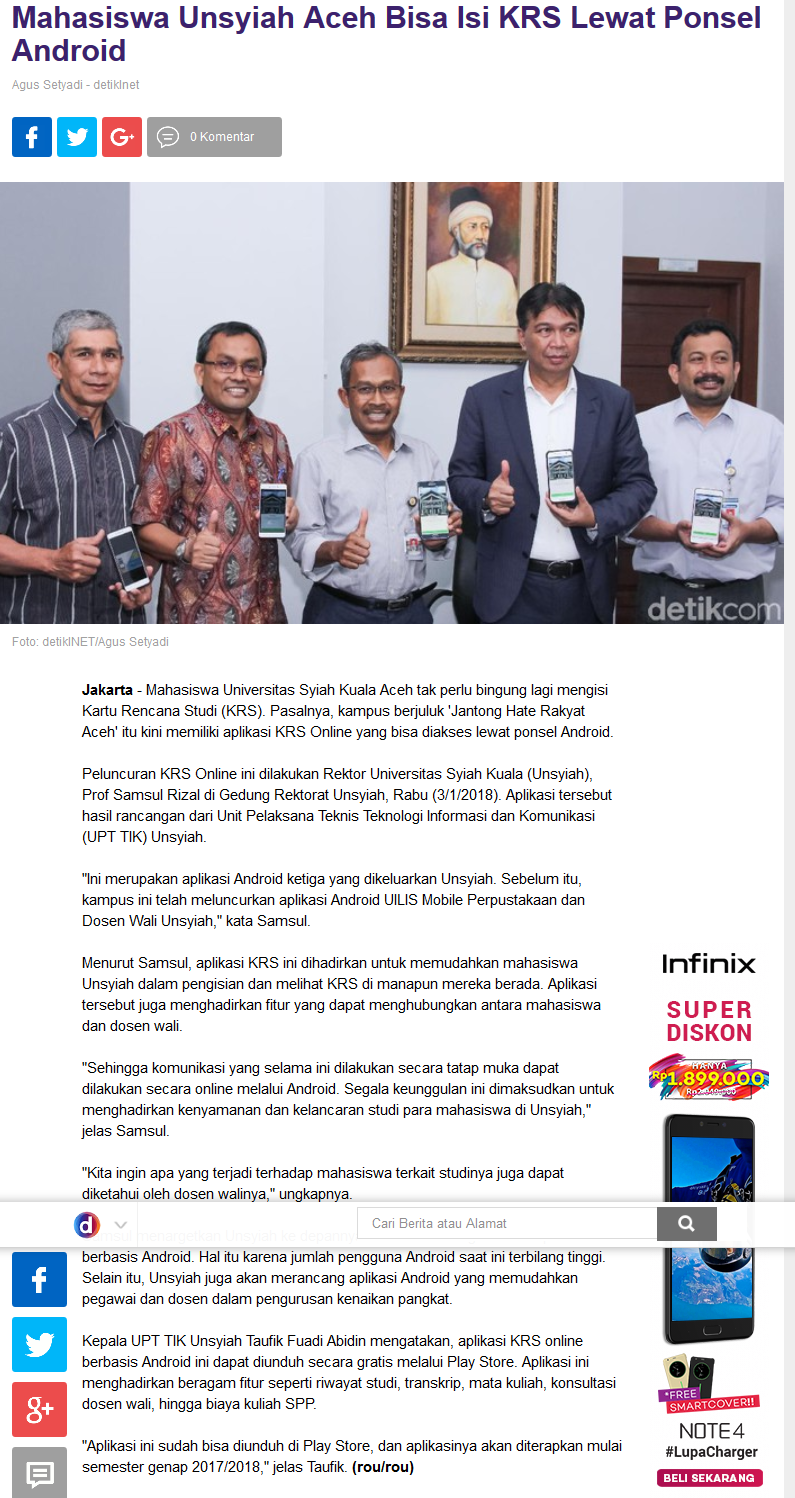 Mahasiswa Unsyiah Aceh Bisa Isi KRS Lewat Ponsel
Android
Agus Setyadi - detikInet
0 Komentar
detikcom
Foto: detikINET/Agus Setyadi
Jakarta - Mahasiswa Universitas Syiah Kuala Aceh tak perlu bingung lagi mengisi
Kartu Rencana Studi (KRS). Pasalnya, kampus berjuluk 'Jantong Hate Rakyat
Aceh' itu kini memiliki aplikasi KRS Online yang bisa diakses lewat ponsel Android.
Peluncuran KRS Online ini dilakukan Rektor Universitas Syiah Kuala (Unsyiah),
Prof Samsul Rizal di Gedung Rektorat Unsyiah, Rabu (3/1/2018). Aplikasi tersebut
hasil rancangan dari Unit Pelaksana Teknis Teknologi Informasi dan Komunikasi
(UPT TIK) Unsyiah.
"Ini merupakan aplikasi Android ketiga yang dikeluarkan Unsyiah. Sebelum itu,
kampus ini telah meluncurkan aplikasi Android UILIS Mobile Perpustakaan dan
Dosen Wali Unsyiah," kata Samsul.
Menurut Samsul, aplikasi KRS ini dihadirkan untuk memudahkan mahasiswa
Unsyiah dalam pengisian dan melihat KRS di manapun mereka berada. Aplikasi
tersebut juga menghadirkan fitur yang dapat menghubungkan antara mahasiswa
dan dosen wali.
"Sehingga komunikasi yang selama ini dilakukan secara tatap muka dapat
dilakukan secara online melalui Android. Segala keunggulan ini dimaksudkan untuk
menghadirkan kenyamanan dan kelancaran studi para mahasiswa di Unsyiah,"
jelas Samsul.
"Kita ingin apa yang terjadi terhadap mahasiswa terkait studinya juga dapat
diketahui oleh dosen walinya," ungkapnya.
d
Cari Berita atau Alamat
berbasis Android. Hal itu karena jumlah pengguna Android saat ini terbilang tinggi.
Selain itu, Unsyiah juga akan merancang aplikasi Android yang memudahkan
pegawai dan dosen dalam pengurusan kenaikan pangkat.
Kepala UPT TIK Unsyiah Taufik Fuadi Abidin mengatakan, aplikasi KRS online
berbasis Android ini dapat diunduh secara gratis melalui Play Store. Aplikasi ini
menghadirkan beragam fitur seperti riwayat studi, transkrip, mata kuliah, konsultasi
dosen wali, hingga biaya kuliah SPP.
"Aplikasi ini sudah bisa diunduh di Play Store, dan aplikasinya akan diterapkan mulai
semester genap 2017/2018," jelas Taufik. (rou/rou)
Infinix
SUPER
DISKON
HANYA
Rp1.899.000
*FREE
SMARTCOVER!!
NOTE4
#LupaCharger
BELI SEKARANG